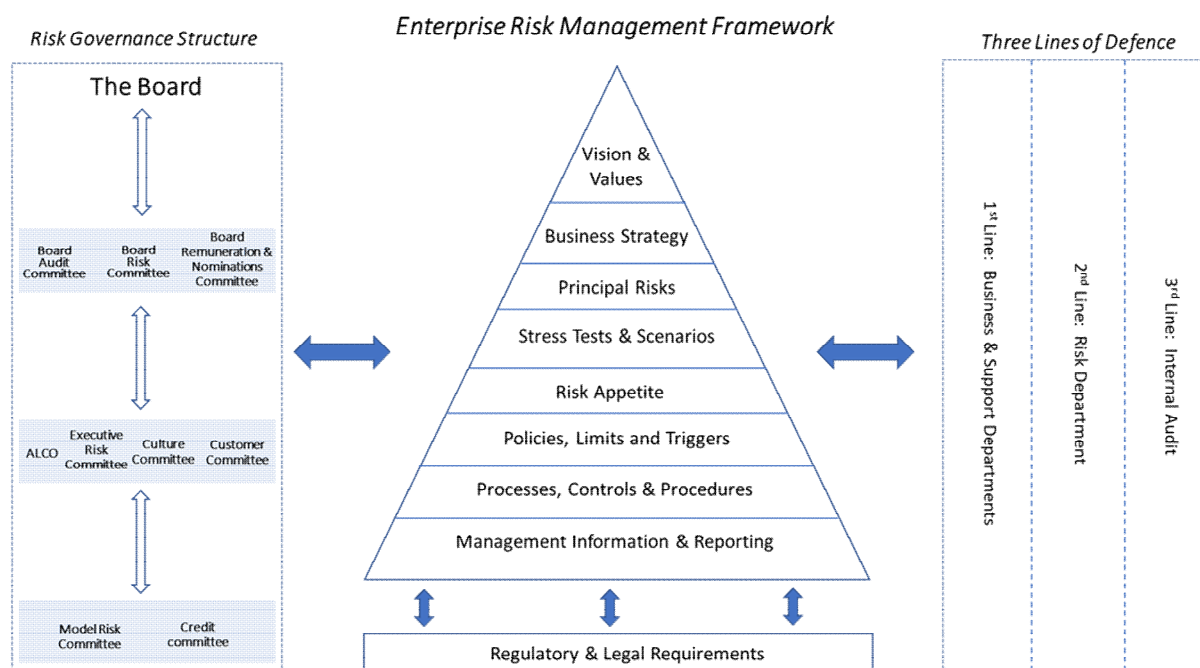 Enterprise Risk Management Framework
Risk Governance Structure
The Board
Board
Audit
Committee
Board
Risk
Committee
Board
Remuneration &
Nominations
Committee
ALCO
Executive
Risk
Committee
Culture
Committee
Customer
Committee
Model Risk
Committee
Credit
committee
Vision &
Values
Business Strategy
Principal Risks
Stress Tests & Scenarios
Risk Appetite
Policies, Limits and Triggers
Processes, Controls & Procedures
Management Information & Reporting
Regulatory & Legal Requirements
Three Lines of Defence
1st Line: Business & Support Departments
2nd Line: Risk Department
3rd Line: Internal Audit